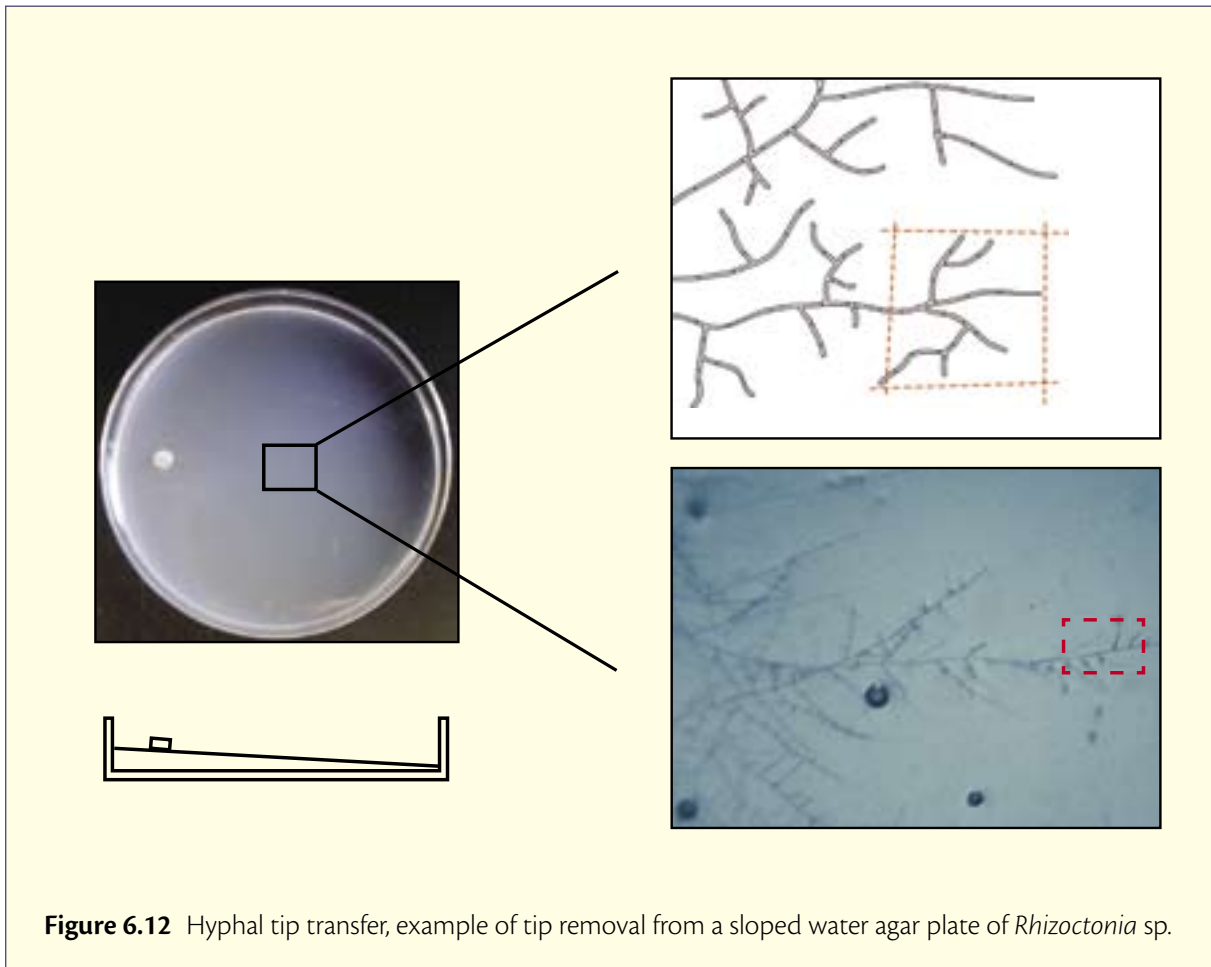 Figure 6.12 Hyphal tip transfer, example of tip removal from a sloped water agar plate of Rhizoctonia sp.